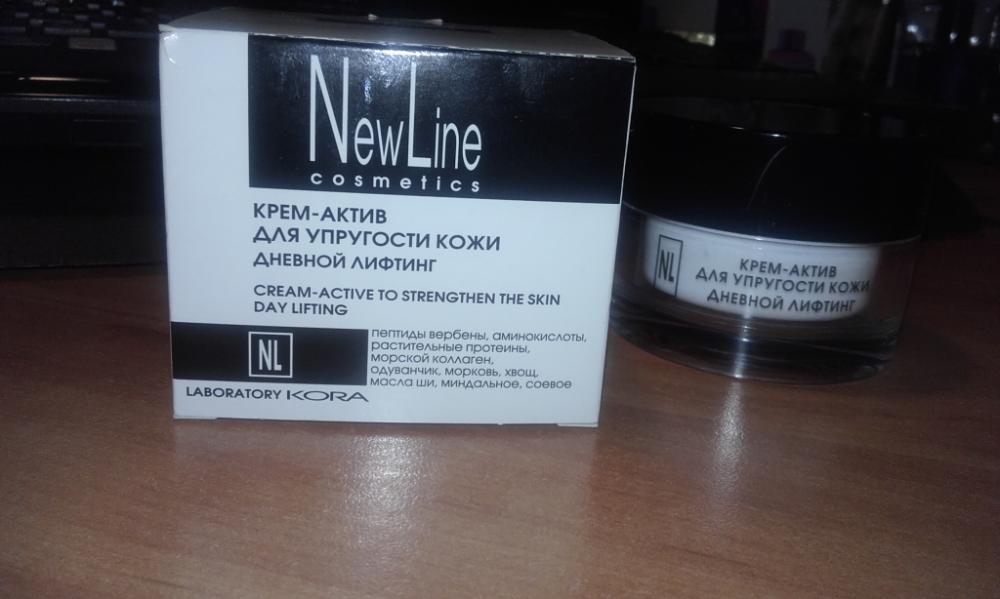 NewLine
cosmetics
КРЕМ-АКТИВ
ДЛЯ УПРУГОСТИ КОЖИ
ДНЕВНОЙ ЛИФТИНГ
CREAM-ACTIVE TO STRENGTHEN THE SKIN
DAY LIFTING
NL
пептиды вербены, аминокислоты,
растительные протеины,
морской коллаген,
одуванчик, морковь, хвощ,
масла ши, миндальное, соевое
LABORATORY KORA
NL
КРЕМ-АКТИВ
ДЛЯ УПРУГОСТИ КОЖИ
ДНЕВНОЙ ЛИФТИНГ